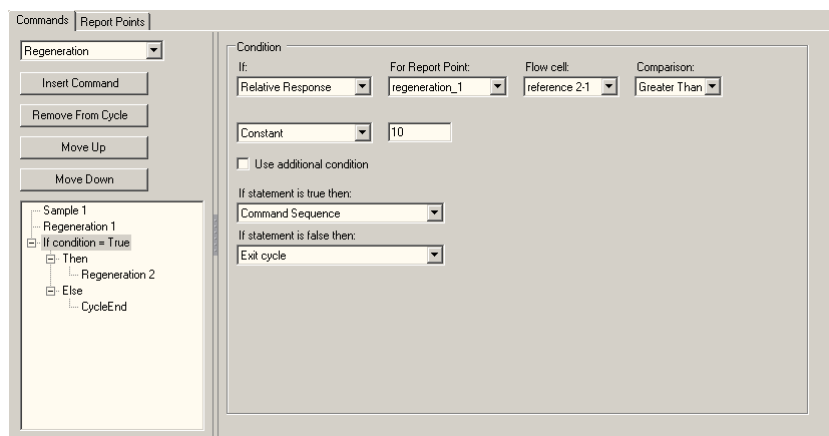 Commands Report Points
Regeneration
Insert Command
Remove From Cycle
Move Up
Move Down
Sample 1
Regeneration 1
If condition = True
Then
Regeneration 2
Else
CycleEnd
Condition
If: For Report Point: Flow cell: Comparison:
Relative Response regeneration_1 reference 2-1 Greater Than
Constant 10
Use additional condition
If statement is true then:
Command Sequence
If statement is false then:
Exit cycle